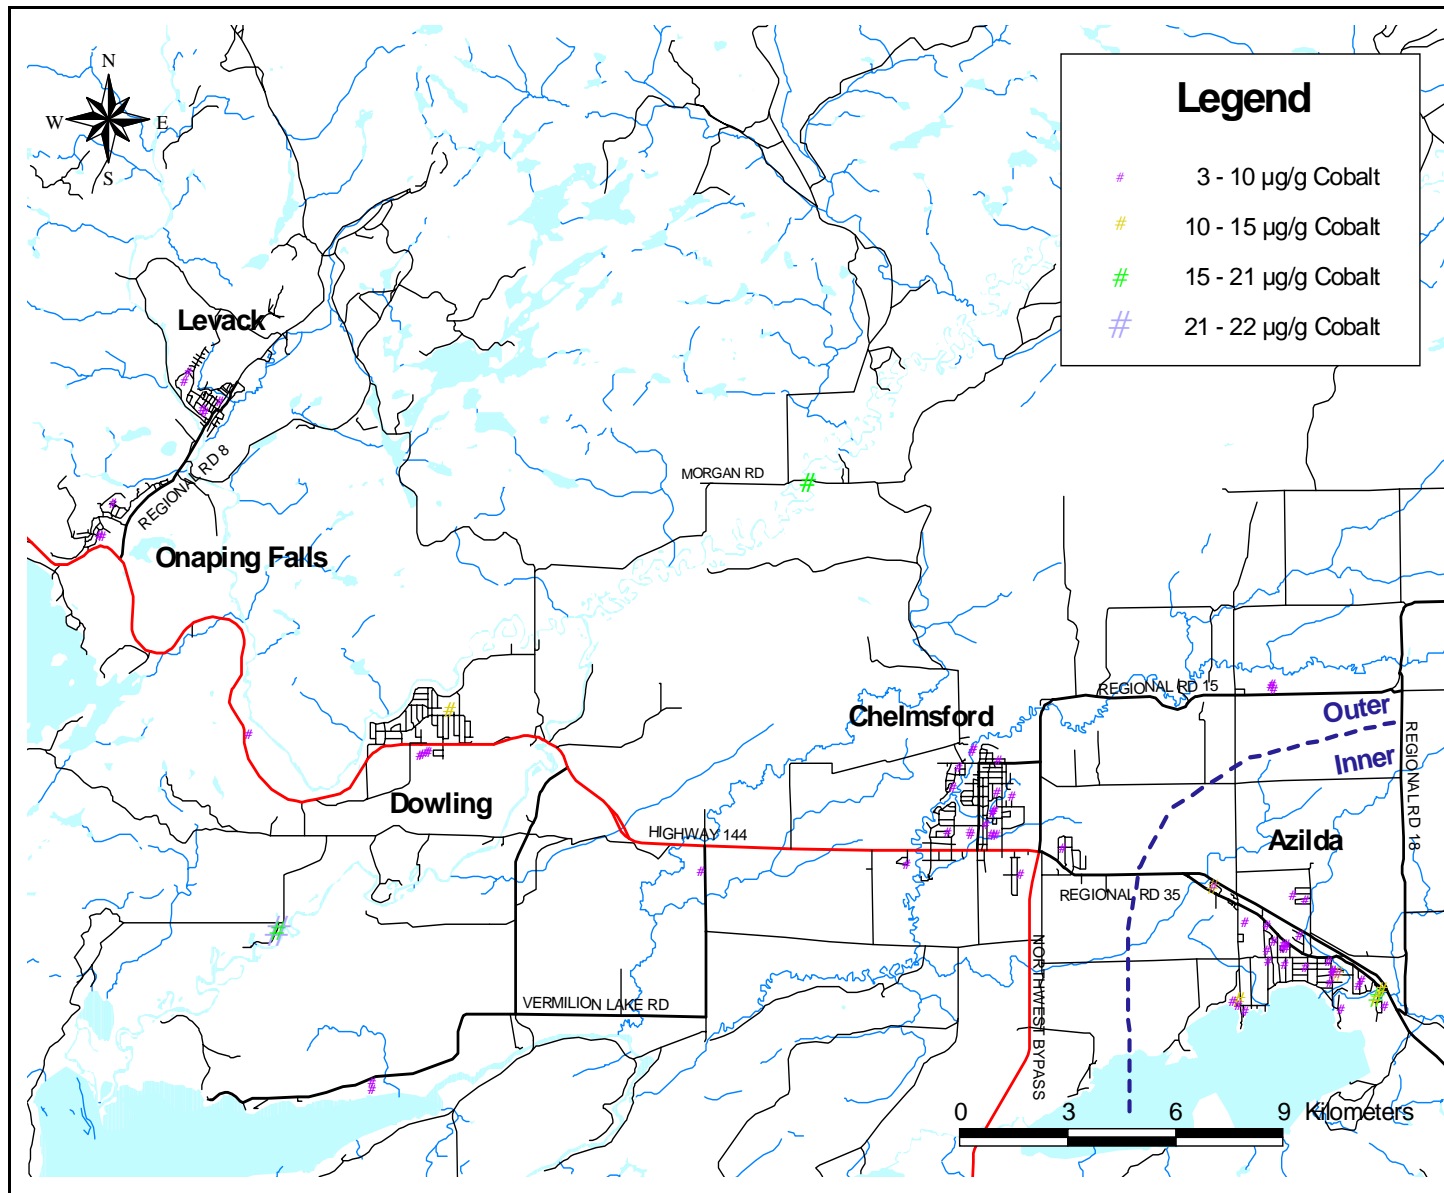 N
W E
S
Legend
# 3 - 10 µg/g Cobalt
# 10 - 15 µg/g Cobalt
# 15 - 21 µg/g Cobalt
# 21 - 22 µg/g Cobalt
Levack
REGIONAL RD 8
MORGAN RD
Onaping Falls
REGIONAL RD 15
Outer
Inner
REGIONAL RD 18
Chelmsford
Dowling
HIGHWAY 144
Azilda
REGIONAL RD 35
NORTHWEST BYPASS
VERMILION LAKE RD
0 3 6 9 Kilometers